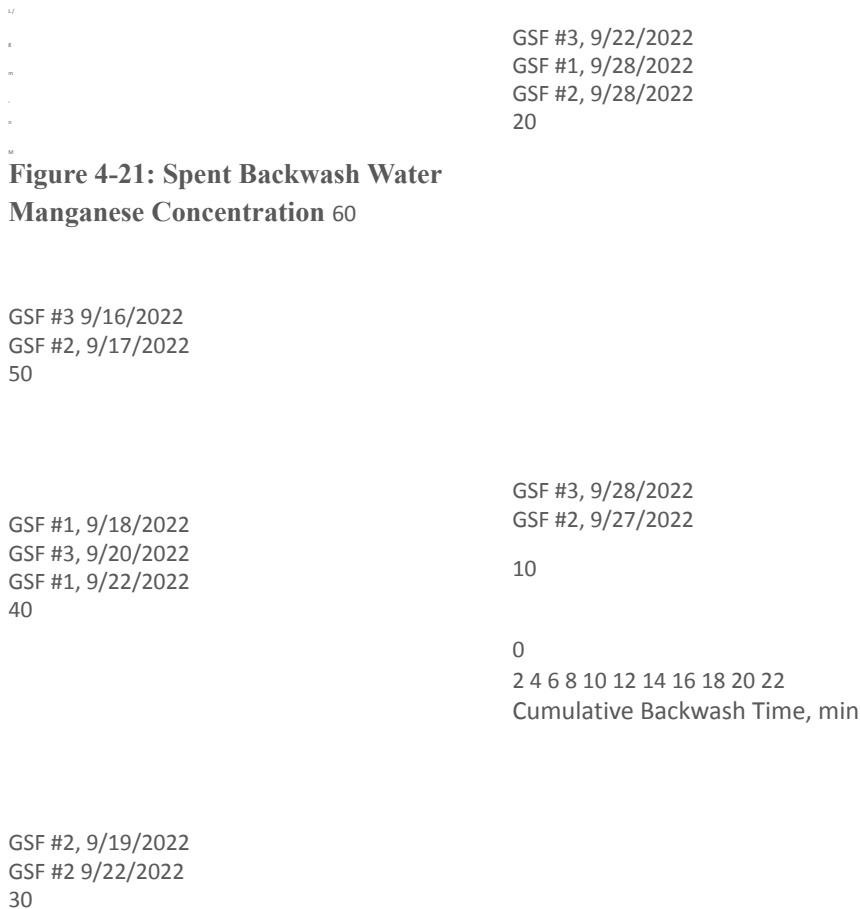 L/
g
m
,
n
M
Figure 4-21: Spent Backwash Water
Manganese Concentration 60
GSF #3 9/16/2022
GSF #2, 9/17/2022
50
GSF #1, 9/18/2022
GSF #3, 9/20/2022
GSF #1, 9/22/2022
40
GSF #2, 9/19/2022
GSF #2 9/22/2022
30
GSF #3, 9/22/2022
GSF #1, 9/28/2022
GSF #2, 9/28/2022
20
GSF #3, 9/28/2022
GSF #2, 9/27/2022
10
0
2 4 6 8 10 12 14 16 18 20 22
Cumulative Backwash Time, min